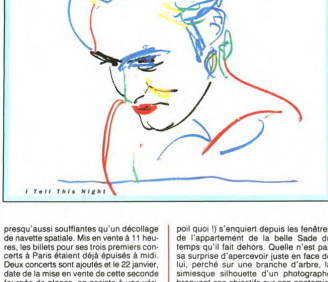 I Tell This Night
presqu'aussi soufflantes qu'un décollage
de navette spatiale. Mis en vente à 11 heu-
res, les billets pour ses trois premiers con-
certs à Paris étaient déjà épuisés à midi.
Deux concerts sont ajoutés et le 22 janvier,
date de la mise en vente de cette seconde
poil quoi !) s'enquiert depuis les fenêtres
de l'appartement de la belle Sade du
temps qu'il fait dehors. Quelle n'est pas
sa surprise d'apercevoir juste en face de
lui, perché sur une branche d'arbre, la
simiesque silhouette d'un photographe